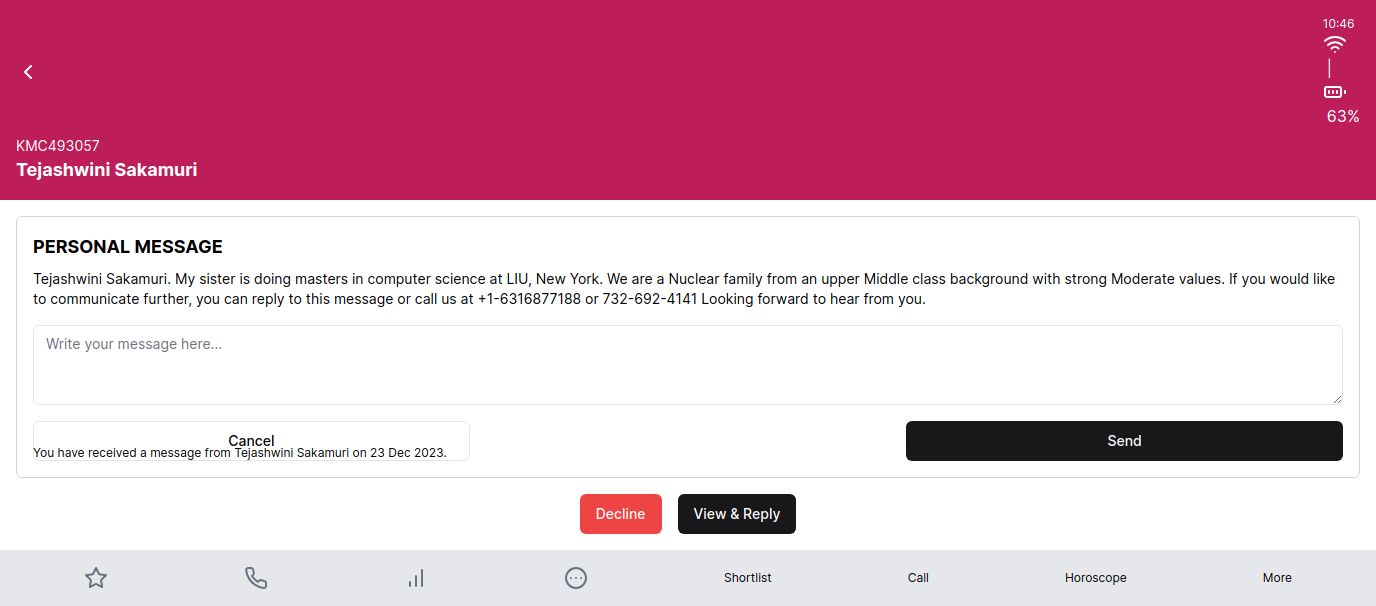 10:46
63%
KMC493057
Tejashwini Sakamuri
PERSONAL MESSAGE
Tejashwini Sakamuri. My sister is doing masters in computer science at LIU, New York. We are a Nuclear family from an upper Middle class background with strong Moderate values. If you would like
to communicate further, you can reply to this message or call us at +1-6316877188 or 732-692-4141 Looking forward to hear from you.
Write your message here...
Cancel
Send
You have received a message from Tejashwini Sakamuri on 23 Dec 2023.
Decline
View & Reply
Shortlist
Call
Horoscope
More